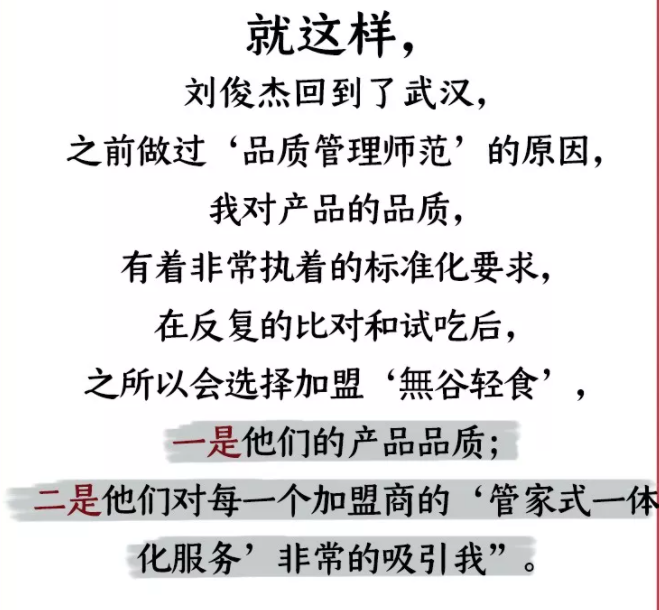 就这样，
刘俊杰回到了武汉，
之前做过‘品质管理师范’的原因，
我对产品的品质，
有着非常执着的标准化要求，
在反复的比对和试吃后，
之所以会选择加盟‘無谷轻食’，
一是他们的产品品质；
二是他们对每一个加盟商的‘管家式一体
化服务’非常的吸引我”。